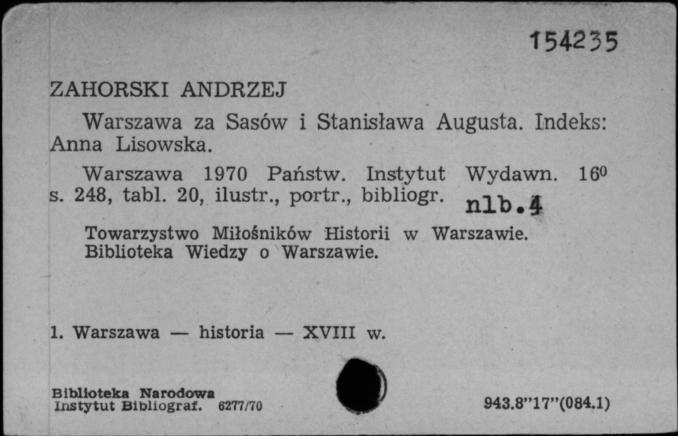 154235
ZAHORSKI ANDRZEJ
Warszawa za Sasów i Stanisława Augusta. Indeks:
Anna Lisowska.
Warszawa 1970 Państw. Instytut Wydawn. 16⁰
s. 248, tabl. 20, ilustr., portr., bibliogr. nlb.4
Towarzystwo Miłośników Historii w Warszawie.
Biblioteka Wiedzy o Warszawie.
1. Warszawa — historia — XVIII w.
Biblioteka Narodowa
Instytut Bibliograf. 6277/70
943.8"17"(084.1)